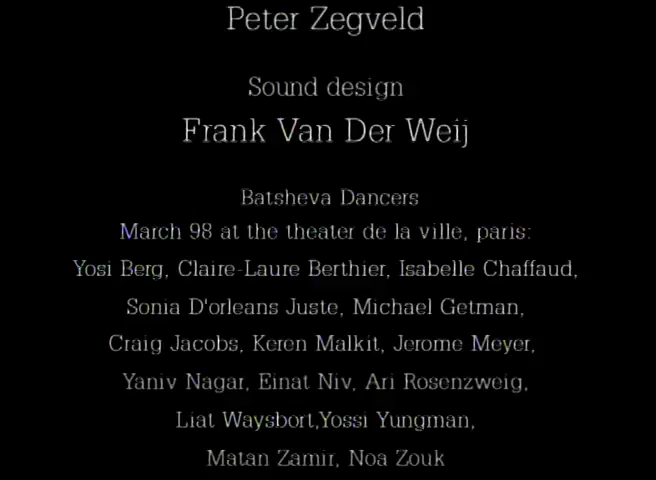 Peter Zegveld
Sound design
Frank Van Der Weij
Batsheva Dancers
March 98 at the theater de la ville, paris:
Yosi Berg, Claire-Laure Berthier, Isabelle Chaffaud,
Sonia D'orleans Juste, Michael Getman,
Craig Jacobs, Keren Malkit, Jerome Meyer,
Yaniv Nagar, Einat Niv, Ari Rosenzweig,
Liat Waysbort,Yossi Yungman,
Matan Zamir, Noa Zouk